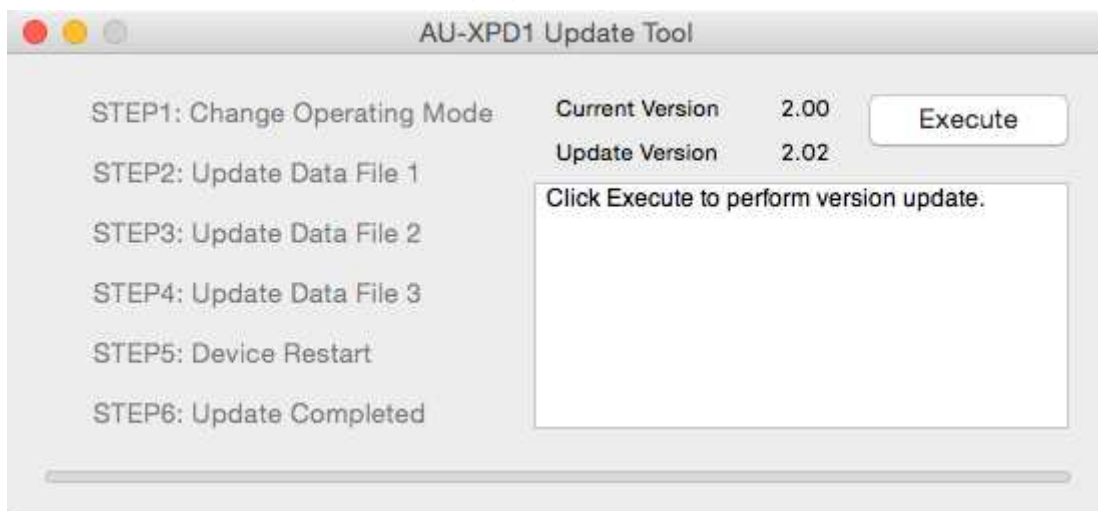 AU-XPD1 Update Tool
STEP1: Change Operating Mode
STEP2: Update Data File 1
STEP3: Update Data File 2
STEP4: Update Data File 3
STEP5: Device Restart
STEP6: Update Completed
Current Version 2.00
Update Version 2.02
Execute
Click Execute to perform version update.